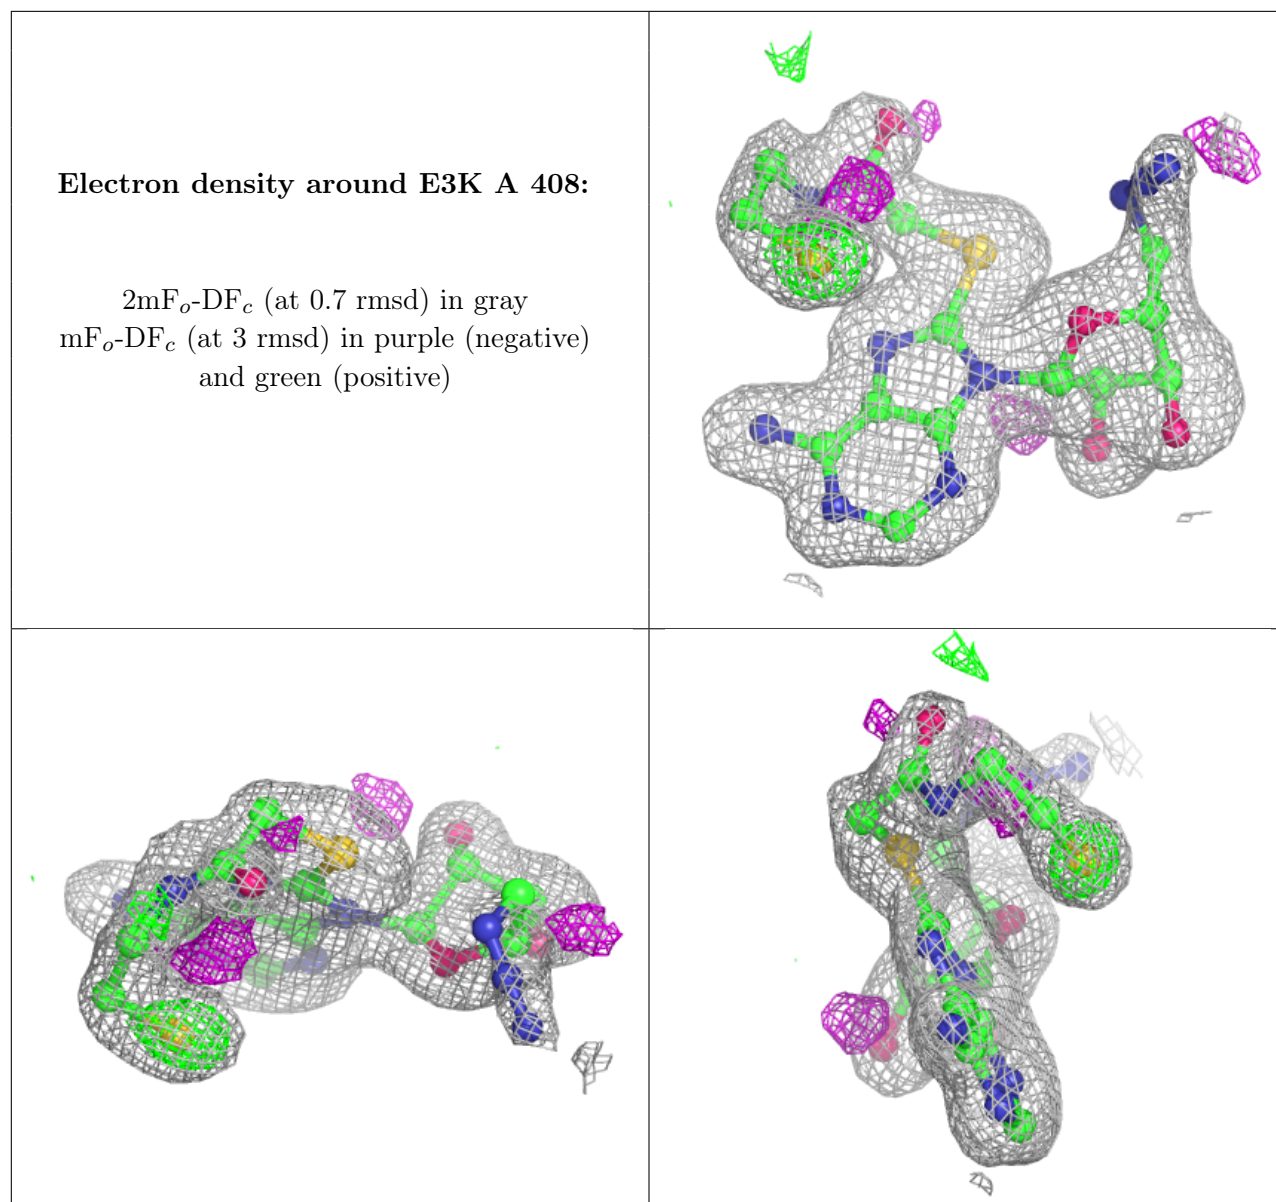 Electron density around E3K A 408:
2mFo-DFc (at 0.7 rmsd) in gray
mFo-DFc (at 3 rmsd) in purple (negative)
and green (positive)